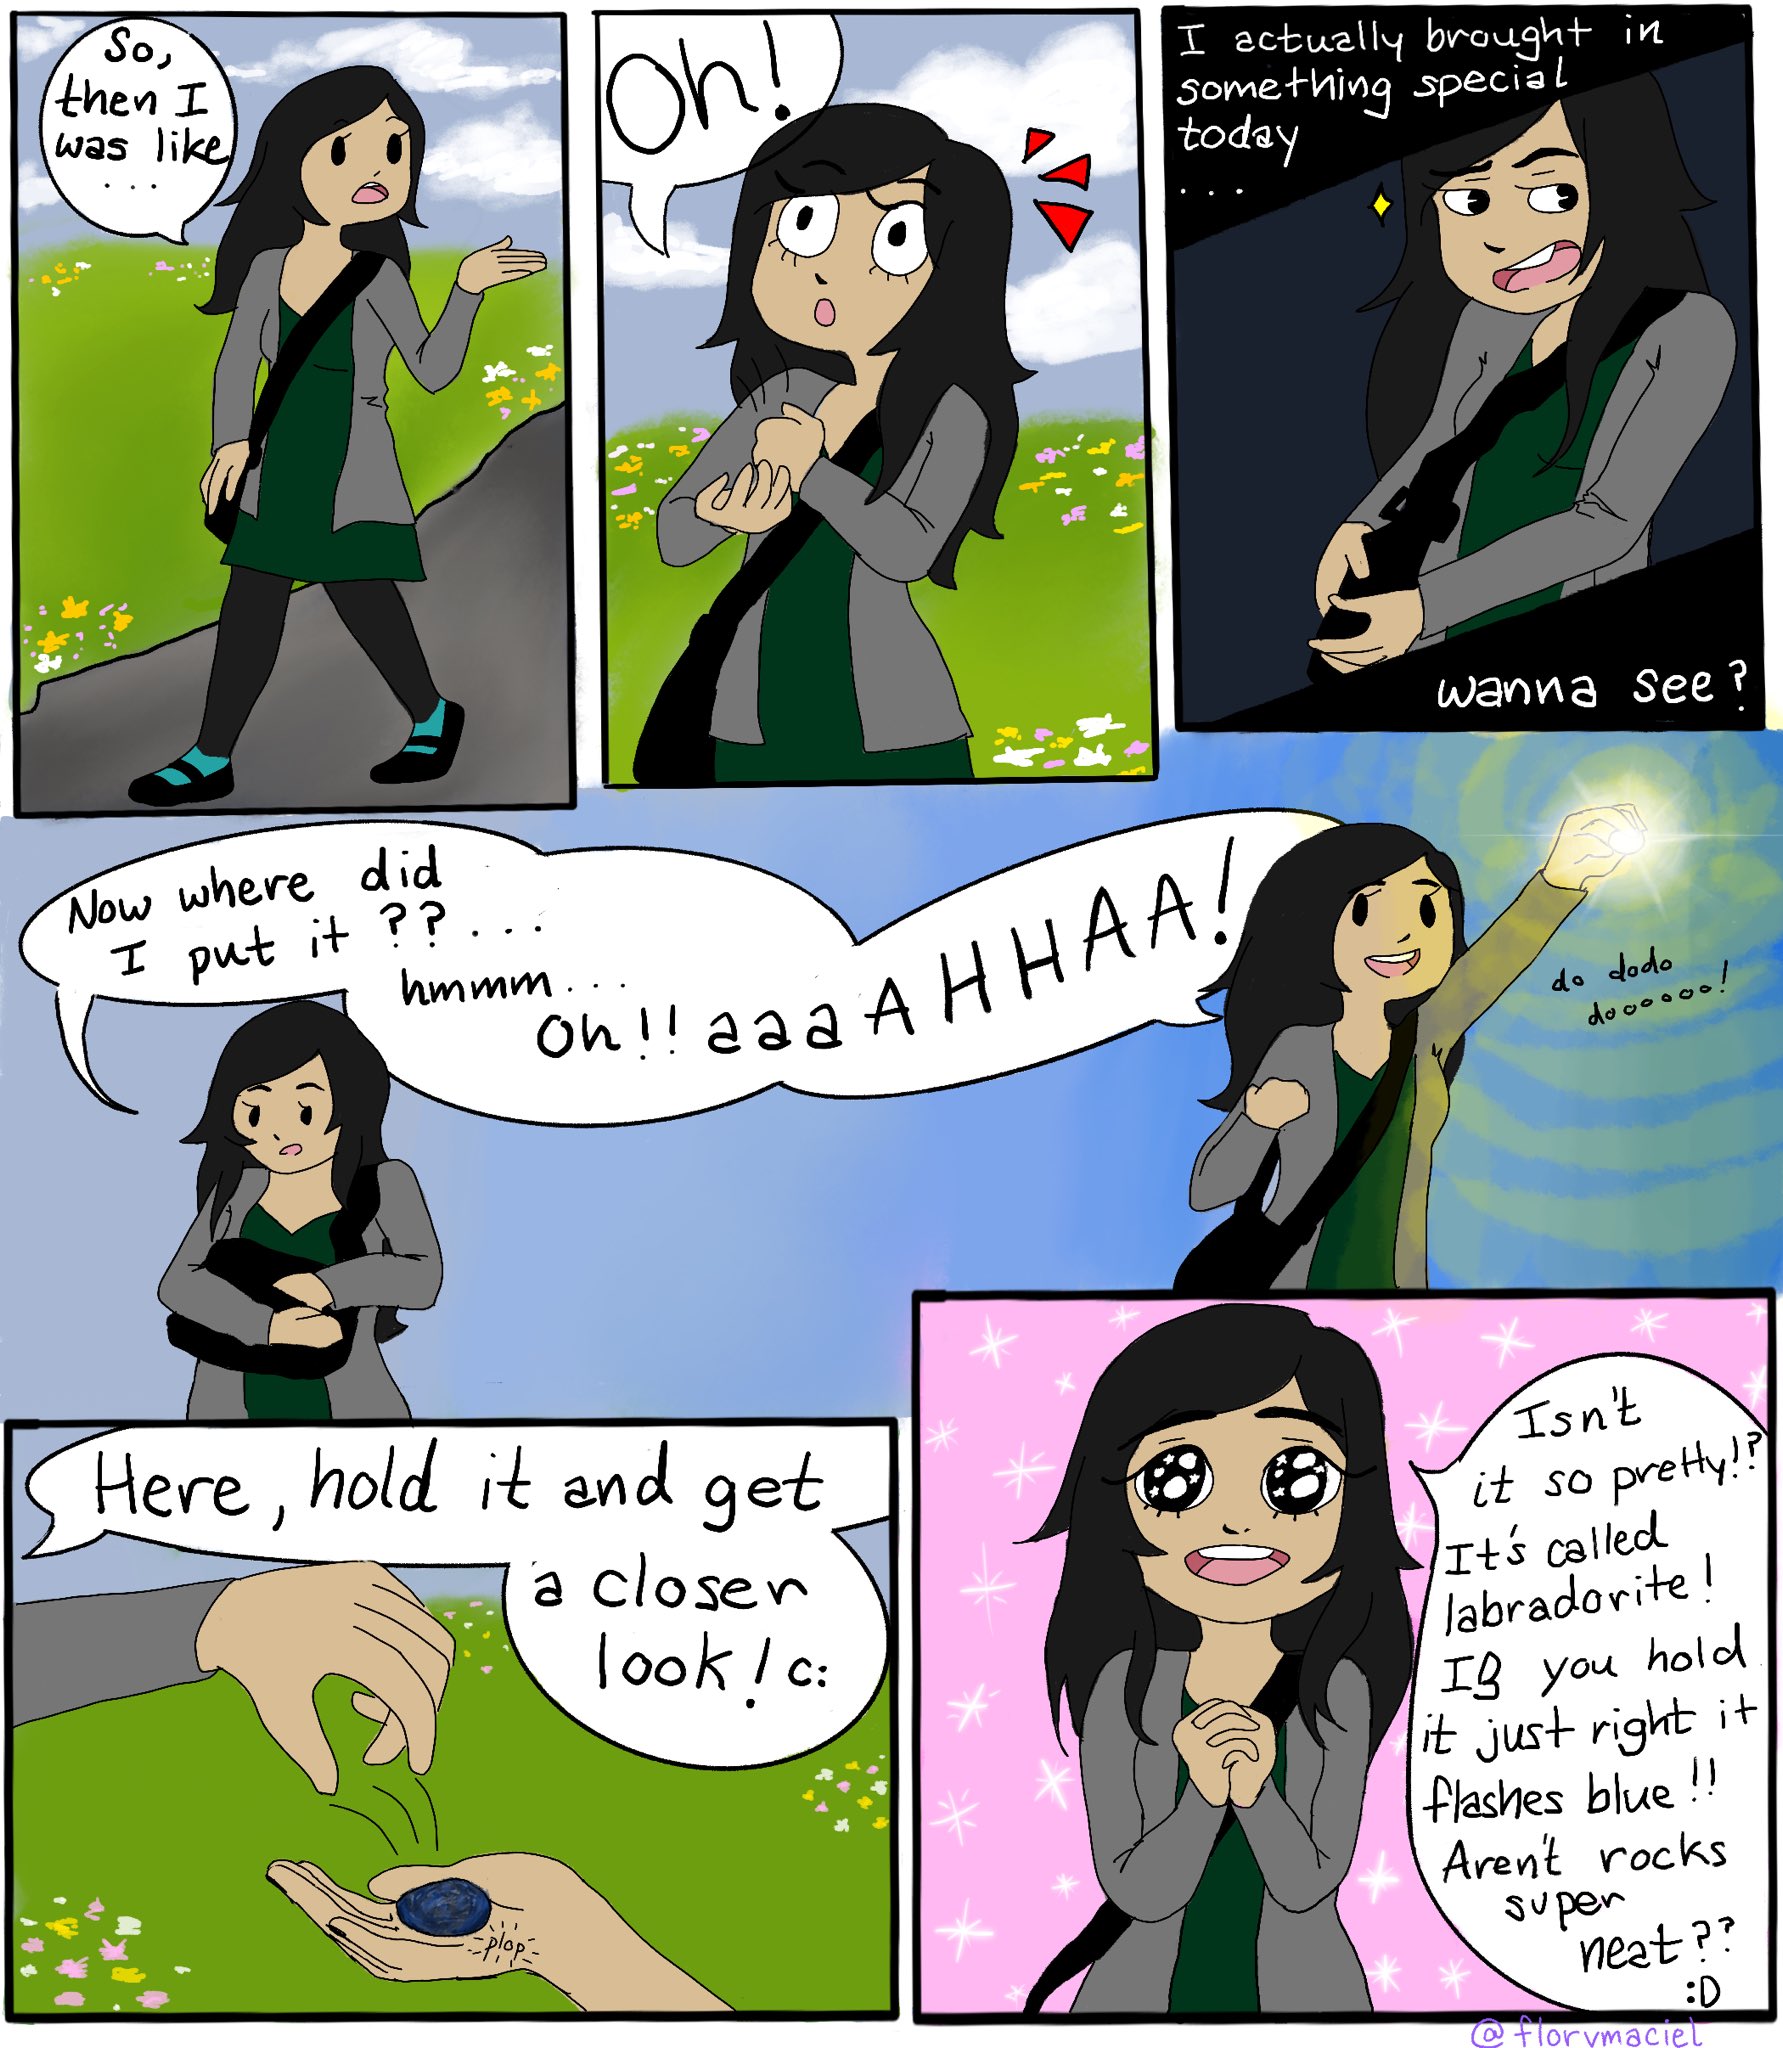 So,
then I
was like
...
Oh!
I actually brought in
something special
today
...
wanna see?
Now where did
I put it??...
hmmm...
Oh!! aaaAAHHAA!
do dodo
dooooo!
Here, hold it and get
a closer
look! c:
plop
Isn't
it so pretty!?
It's called
labradorite!
If you hold
it just right it
flashes blue!!
Aren't rocks
super
neat??
:D
@florvmaciel